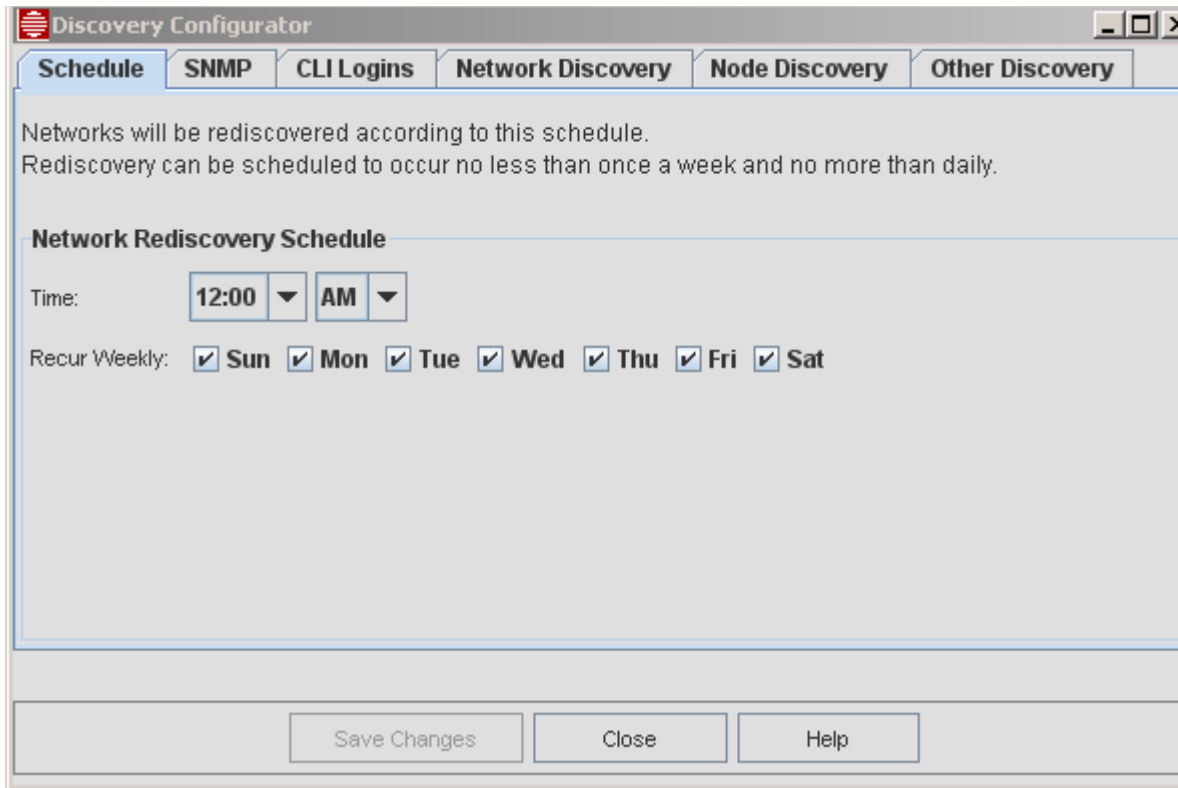 Discovery Configurator
Schedule SNMP CLI Logins Network Discovery Node Discovery Other Discovery
Networks will be rediscovered according to this schedule.
Rediscovery can be scheduled to occur no less than once a week and no more than daily.
Network Rediscovery Schedule
Time: 12:00 AM
Recur Weekly: Sun Mon Tue Wed Thu Fri Sat
Save Changes Close Help